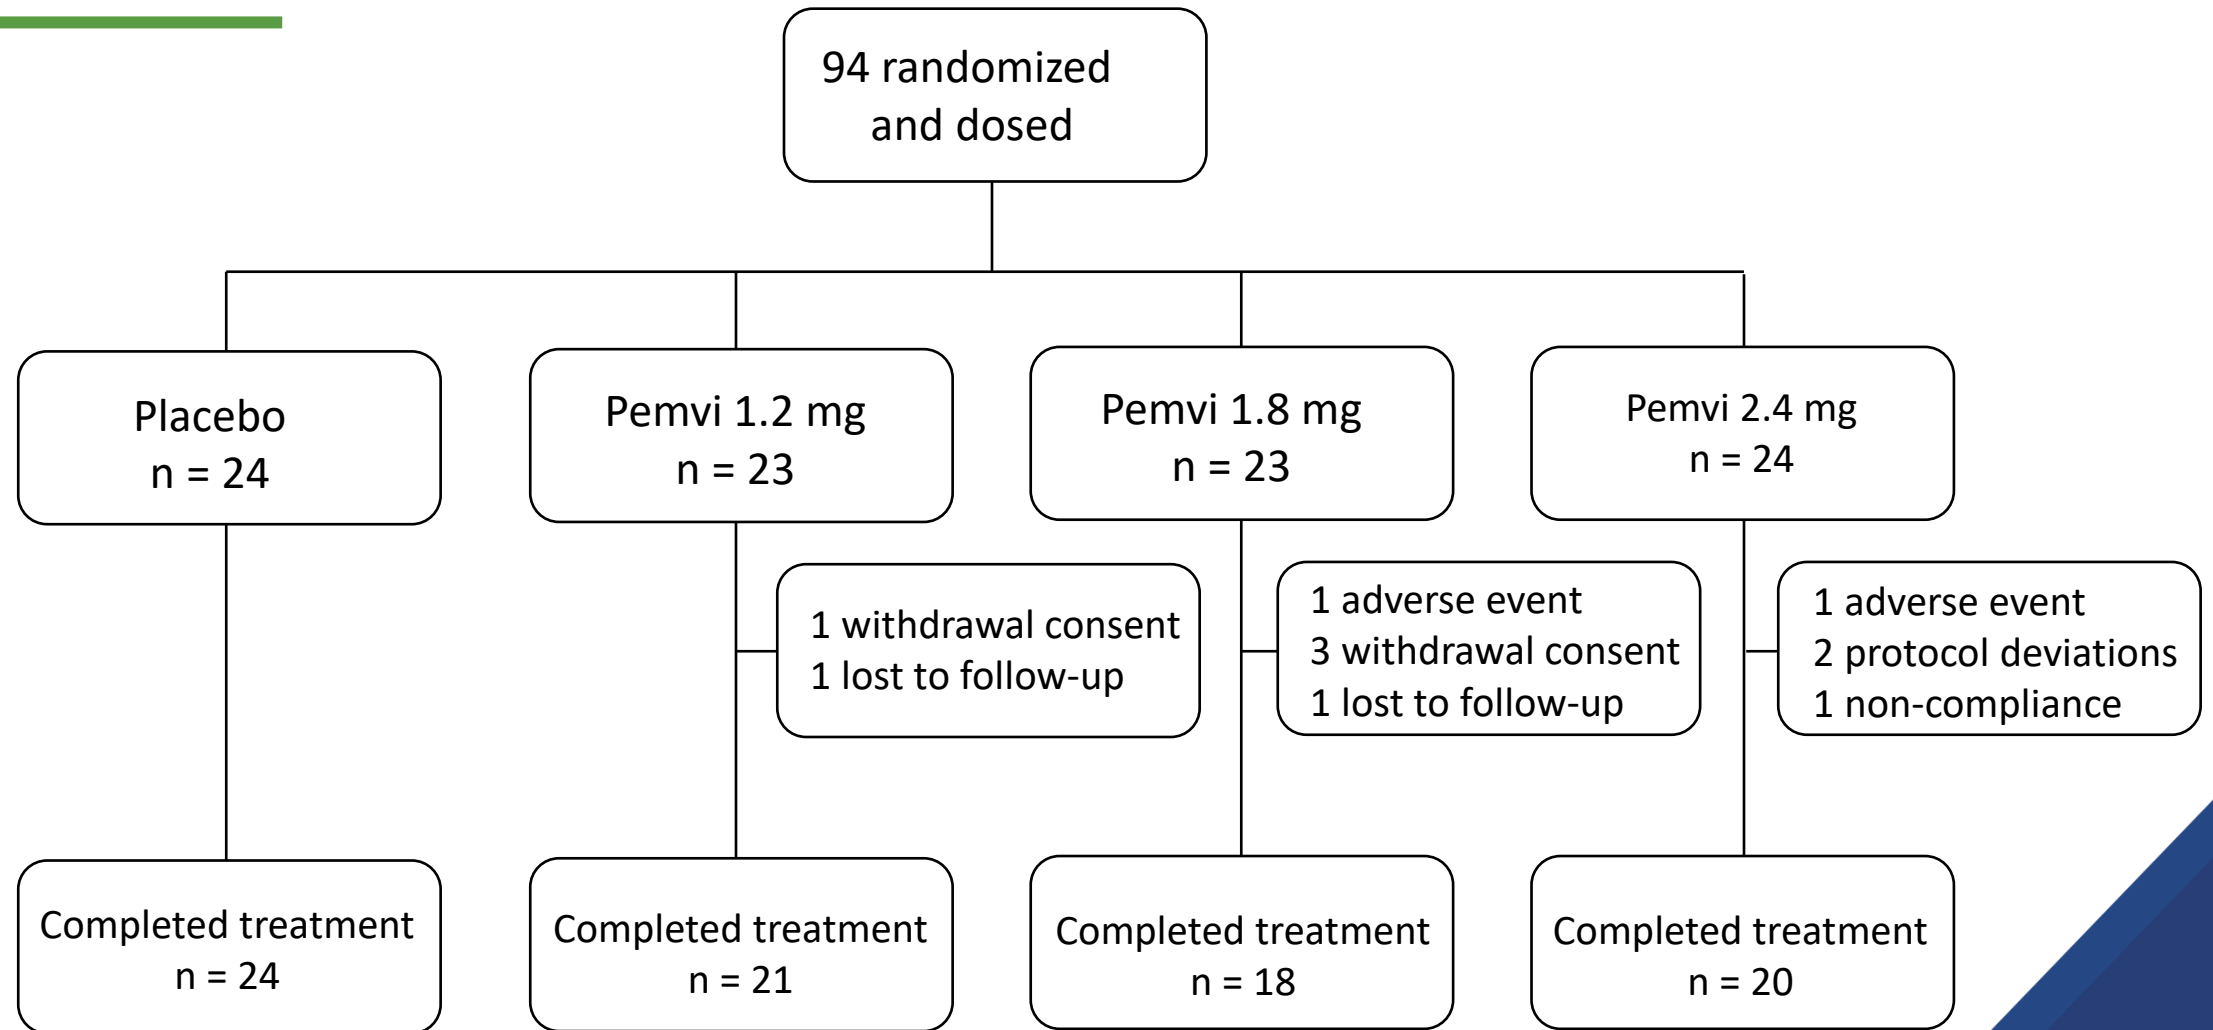 94 randomized
and dosed
Placebo
n = 24
Pemvi 1.2 mg
n = 23
Pemvi 1.8 mg
n = 23
Pemvi 2.4 mg
n = 24
1 withdrawal consent
1 lost to follow-up
1 adverse event
3 withdrawal consent
1 lost to follow-up
1 adverse event
2 protocol deviations
1 non-compliance
Completed treatment
n = 24
Completed treatment
n = 21
Completed treatment
n = 18
Completed treatment
n = 20